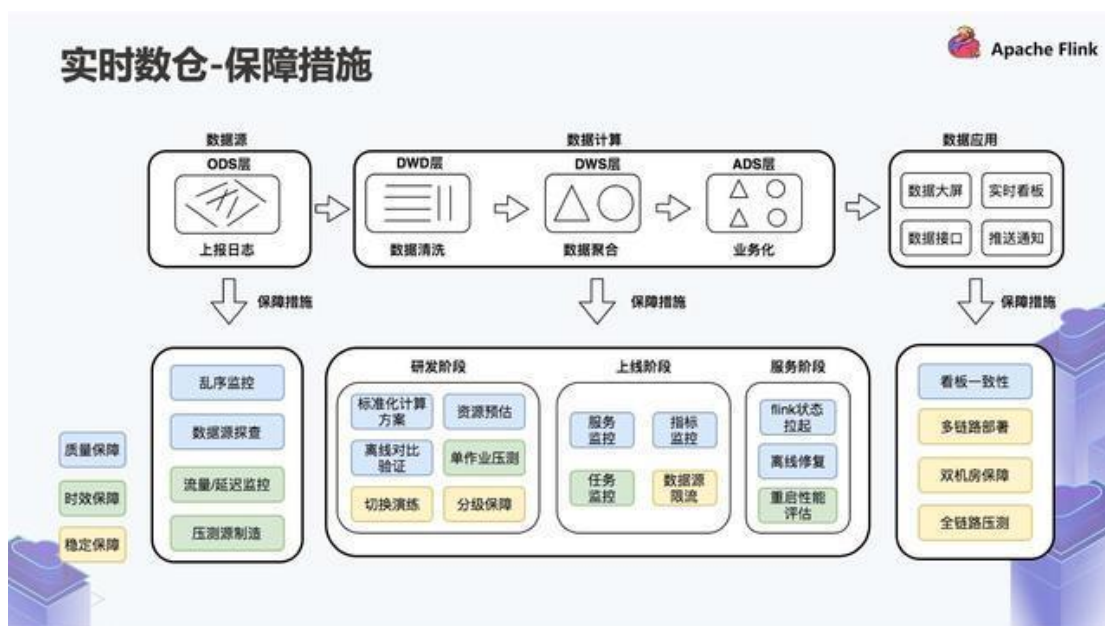 实时数仓-保障措施
Apache Flink
数据源
数据计算
数据应用
ODS层
DWD层
DWS层
ADS层
上报日志
数据清洗
数据聚合
业务化
数据大屏
实时看板
数据接口
推送通知
保障措施
保障措施
保障措施
乱序监控
数据源探查
流量/延迟监控
压测源制造
研发阶段
标准化计算
方案
资源预估
离线对比
验证
单作业压测
切换演练
分级保障
上线阶段
服务
监控
指标
监控
任务
监控
数据源
限流
服务阶段
flink状态
拉起
离线修复
重启性能
评估
看板一致性
多链路部署
双机房保障
全链路压测
质量保障
时效保障
稳定保障